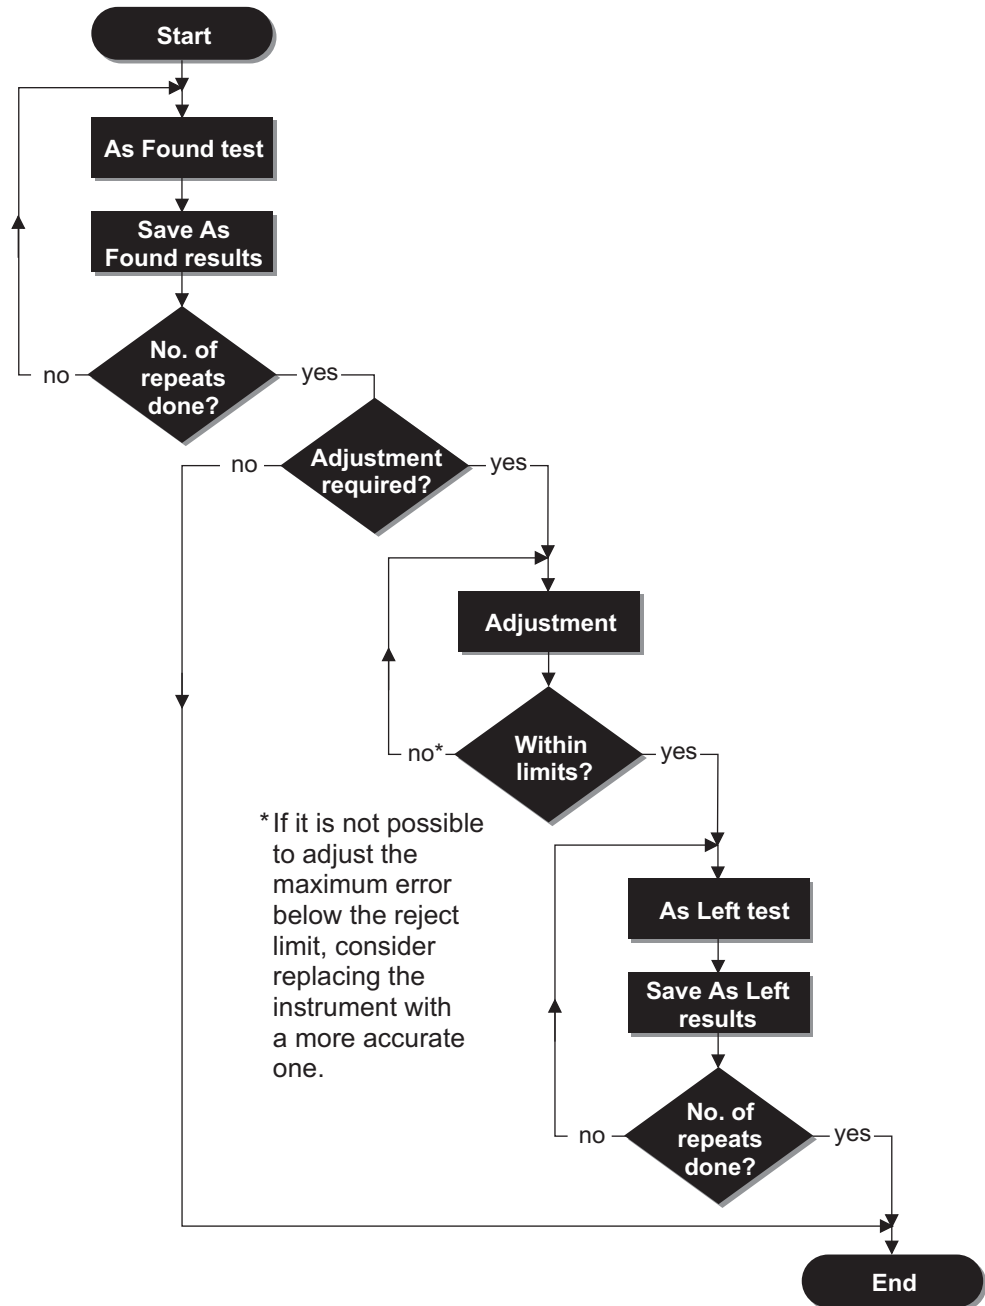 Start
As Found test
Save As
Found results
No. of
repeats
done?
no
yes
Adjustment
required?
no
yes
Adjustment
Within
limits?
no*
yes
*If it is not possible
to adjust the
maximum error
below the reject
limit, consider
replacing the
instrument with
a more accurate
one.
As Left test
Save As Left
results
No. of
repeats
done?
no
yes
End